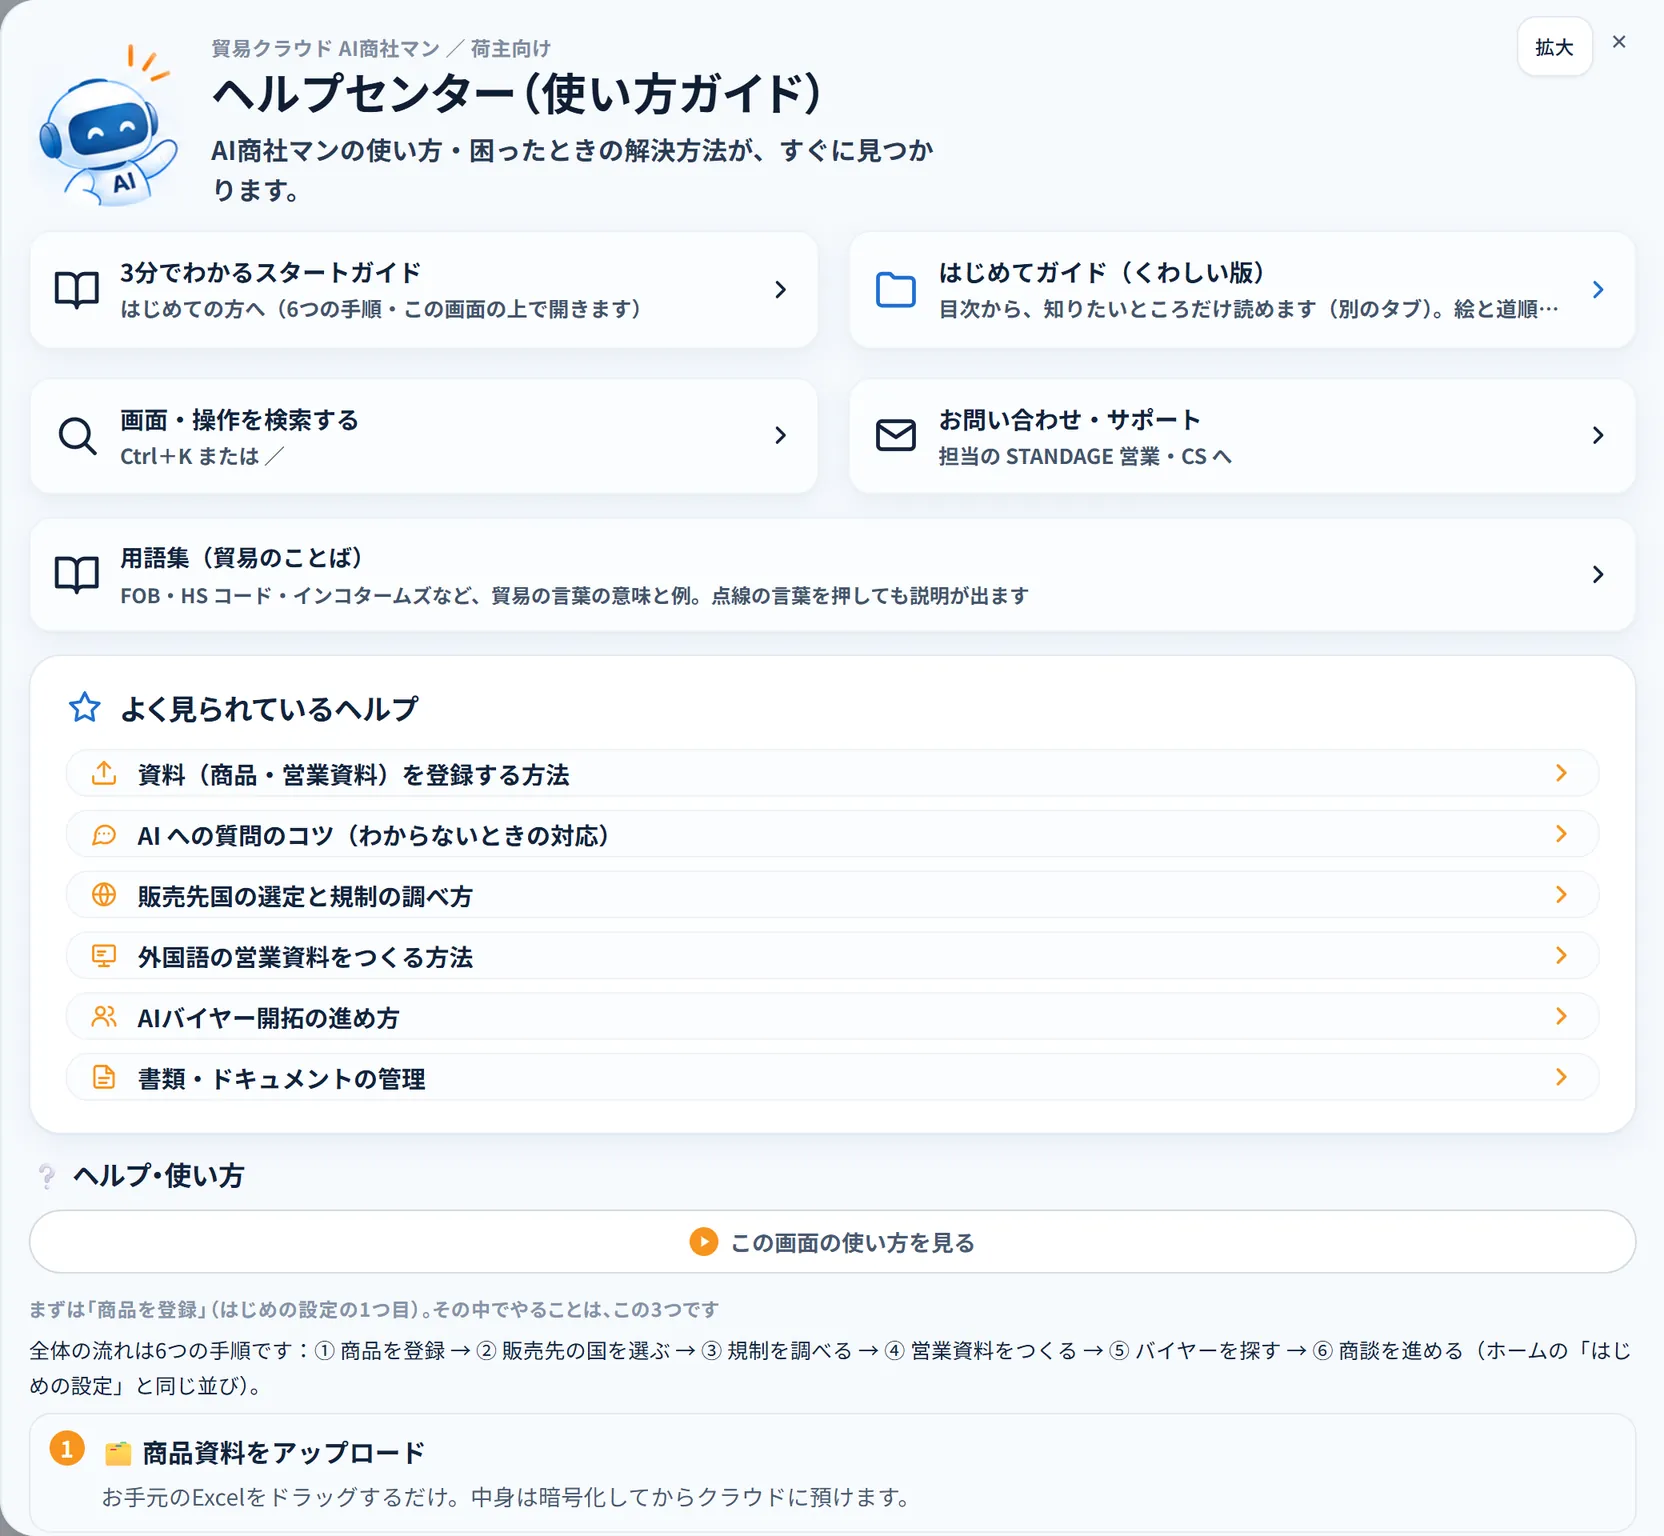 貿易クラウド AI商社マン ／ 荷主向け
ヘルプセンター（使い方ガイド）
AI商社マンの使い方・困ったときの解決方法が、すぐに見つか
ります。
拡大
×
AI
3分でわかるスタートガイド
はじめての方へ（6つの手順・この画面の上で開きます）
はじめてガイド（くわしい版）
目次から、知りたいところだけ読めます（別のタブ）。絵と道順…
画面・操作を検索する
Ctrl＋K または ／
お問い合わせ・サポート
担当の STANDAGE 営業・CS へ
用語集（貿易のことば）
FOB・HS コード・インコタームズなど、貿易の言葉の意味と例。点線の言葉を押しても説明が出ます
よく見られているヘルプ
資料（商品・営業資料）を登録する方法
AI への質問のコツ（わからないときの対応）
販売先国の選定と規制の調べ方
外国語の営業資料をつくる方法
AIバイヤー開拓の進め方
書類・ドキュメントの管理
❔ ヘルプ・使い方
この画面の使い方を見る
まずは「商品を登録」（はじめの設定の1つ目）。その中でやることは、この3つです
全体の流れは6つの手順です：① 商品を登録 → ② 販売先の国を選ぶ → ③ 規制を調べる → ④ 営業資料をつくる → ⑤ バイヤーを探す → ⑥ 商談を進める（ホームの「はじ
めの設定」と同じ並び）。
1 商品資料をアップロード
お手元のExcelをドラッグするだけ。中身は暗号化してからクラウドに預けます。